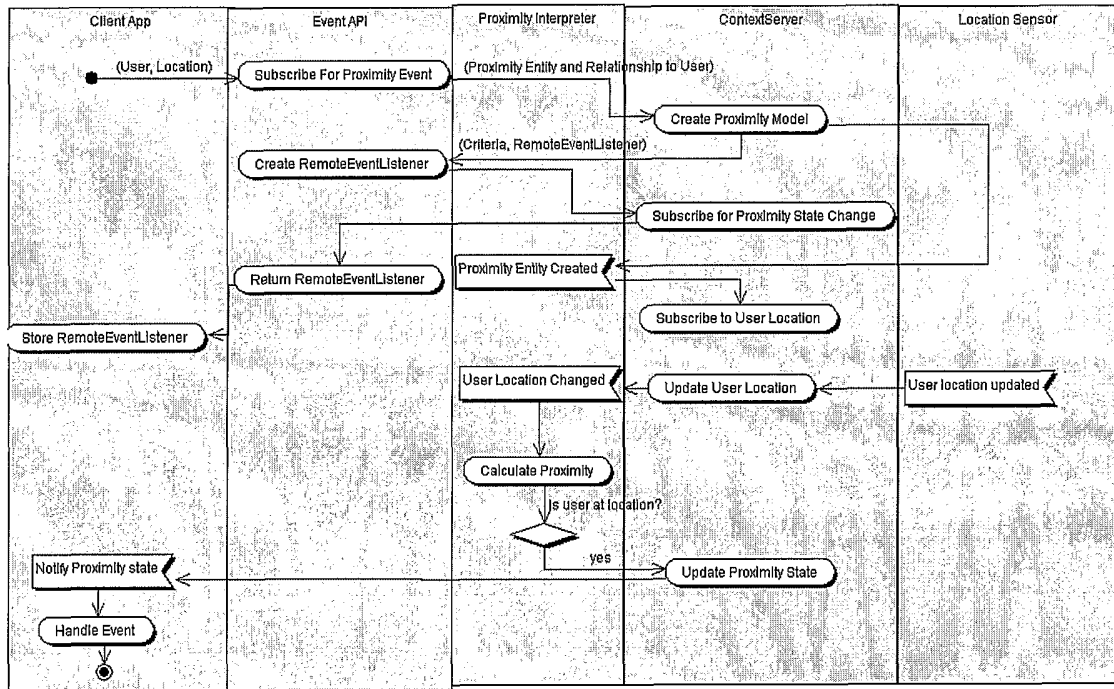 Client App
Event API
Proximity Interpreter
ContextServer
Location Sensor
(User, Location)
Subscribe For Proximity Event
(Proximity Entity and Relationship to User)
Create Proximity Model
(Criteria, RemoteEventListener)
Create RemoteEventListener
Subscribe for Proximity State Change
Proximity Entity Created
Return RemoteEventListener
Subscribe to User Location
Store RemoteEventListener
User Location Changed
Update User Location
User location updated
Calculate Proximity
Is user at location?
yes
Notify Proximity state
Update Proximity State
Handle Event